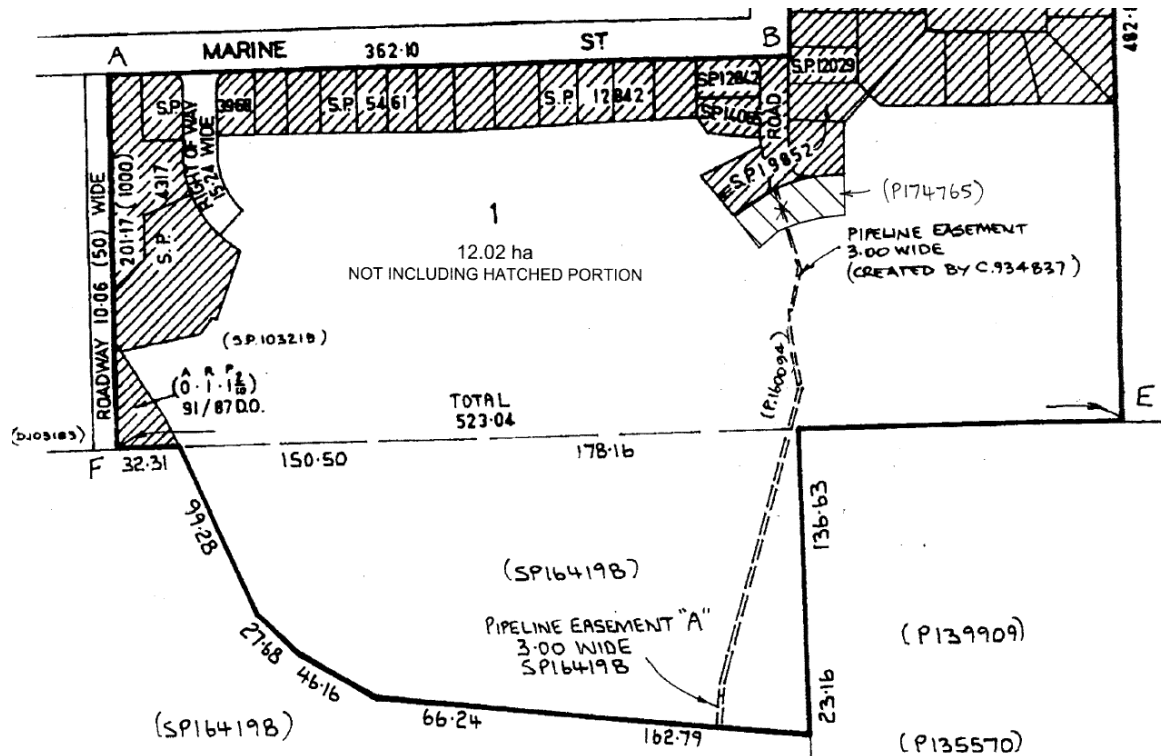 A
MARINE
362·10
ST
B
482·1
S.P.
3968
S.P. 5461
S.P. 12842
SP12842
ROAD
S.P.12029
RIGHT OF WAY
15·24 WIDE
S.P. 4317
S.P.19852
(P174765)
ROADWAY 10·06 (50) WIDE
201·17 (1000)
1
12.02 ha
NOT INCLUDING HATCHED PORTION
PIPELINE EASEMENT
3.00 WIDE
(CREATED BY C.934837)
(S.P.103219)
(P.160094)
A R P
91/87 D.O.
TOTAL
523.04
E
F
32.31
150·50
178·16
99·28
136·63
(SP164198)
PIPELINE EASEMENT "A"
3·00 WIDE
SP164198
(P139909)
27·68
46·16
66·24
162·79
23·16
(SP164198)
(P135570)